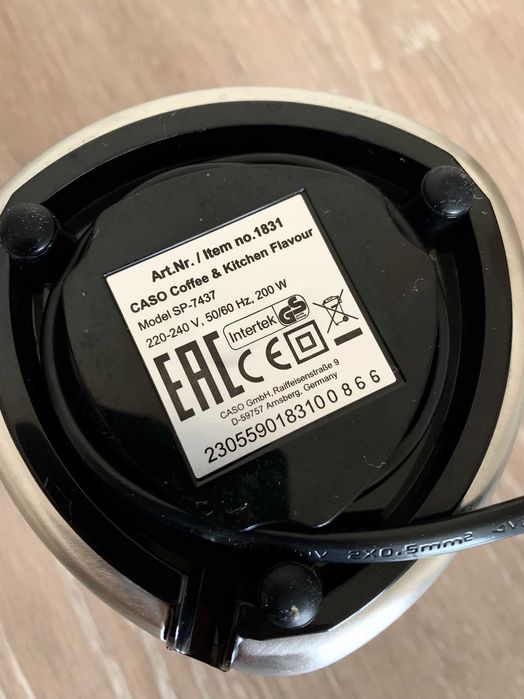 Art.Nr. / Item no.1831
CASO Coffee & Kitchen Flavour
Model SP-7437
220-240 V, 50/60 Hz, 200 W
Intertek GS
EAC CE
CASO GmbH, Raiffeisenstraße 9
D-59757 Arnsberg, Germany
2305590183100866
2X0.5mm²